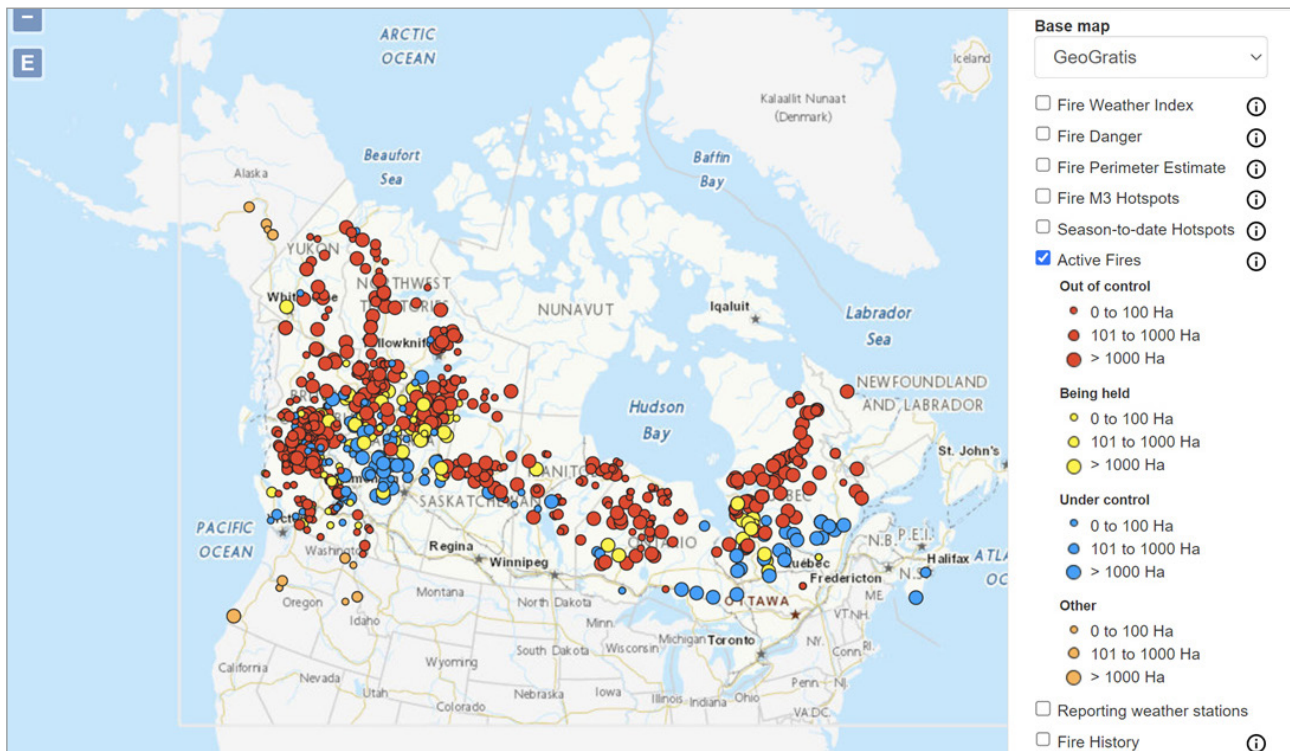 −
E
ARCTIC
OCEAN
Iceland
Kalaallit Nunaat
(Denmark)
Beaufort
Sea
Baffin
Bay
Alaska
YUKON
NORTHWEST
NUNAVUT
Iqaluit
Labrador
Sea
Hudson
Bay
NEWFOUNDLAND
AND LABRADOR
St. John's
SASKATCHEWAN
PACIFIC
OCEAN
Washington
Regina
Winnipeg
N.B.
P.E.I.
Halifax
N.S.
Québec
Fredericton
OTTAWA
Oregon
Idaho
Montana
North Dakota
Minn.
South Dakota
Wisconsin
Michigan
Toronto
ME.
VT.
N.H.
NY.
Conn.
R.I.
California
Nevada
Utah
Wyoming
Colorado
Nebraska
Iowa
Illinois
Indiana
Ohio
Penn.
N.J.
VA.
D.C.
Base map
GeoGratis
Fire Weather Index
Fire Danger
Fire Perimeter Estimate
Fire M3 Hotspots
Season-to-date Hotspots
Active Fires
Out of control
0 to 100 Ha
101 to 1000 Ha
> 1000 Ha
Being held
0 to 100 Ha
101 to 1000 Ha
> 1000 Ha
Under control
0 to 100 Ha
101 to 1000 Ha
> 1000 Ha
Other
0 to 100 Ha
101 to 1000 Ha
> 1000 Ha
Reporting weather stations
Fire History